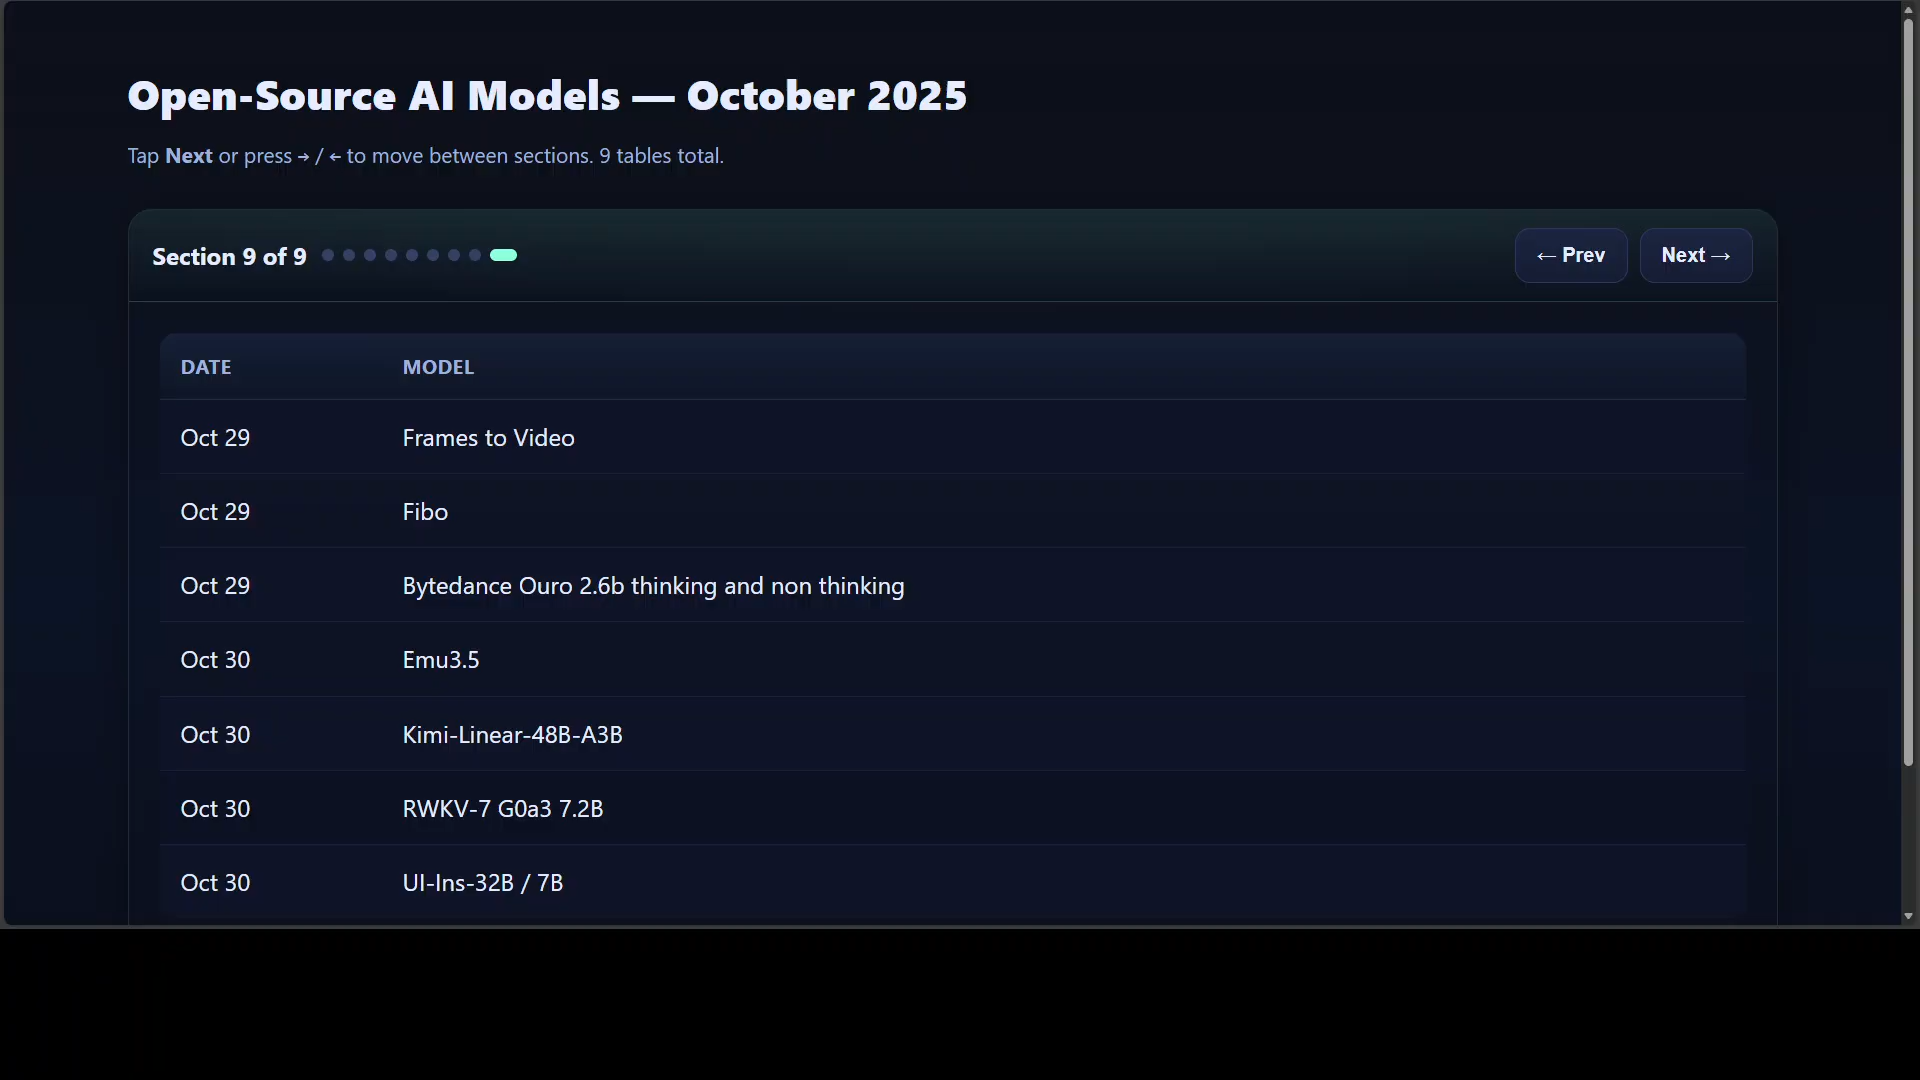 Open-Source AI Models — October 2025
Tap Next or press → / ← to move between sections. 9 tables total.
Section 9 of 9
← Prev
Next →
DATE MODEL
Oct 29 Frames to Video
Oct 29 Fibo
Oct 29 Bytedance Ouro 2.6b thinking and non thinking
Oct 30 Emu3.5
Oct 30 Kimi-Linear-48B-A3B
Oct 30 RWKV-7 G0a3 7.2B
Oct 30 UI-Ins-32B / 7B